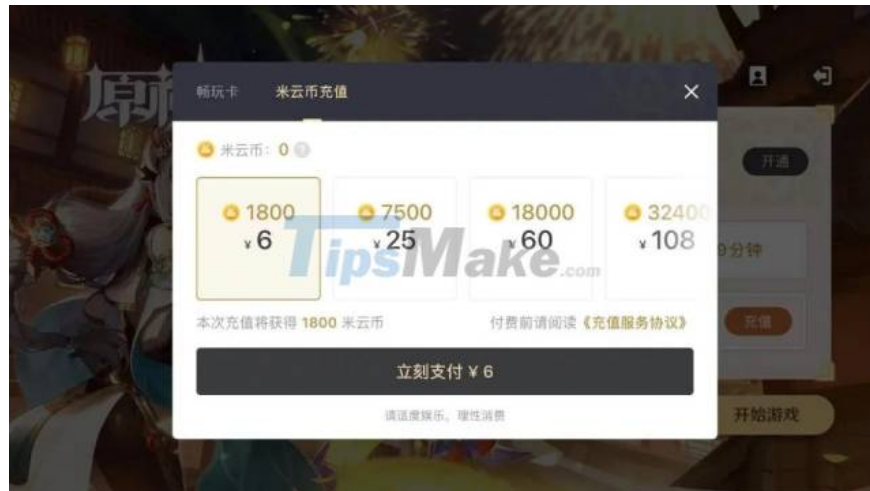 原神
畅玩卡 米云币充值
米云币：0
1800 7500 18000 32400
¥6 ¥25 ¥60 ¥108
TipsMake.com
本次充值将获得 1800 米云币 付费前请阅读《充值服务协议》
立刻支付 ¥ 6
请适度娱乐，理性消费
开通
9分钟
充值
开始游戏